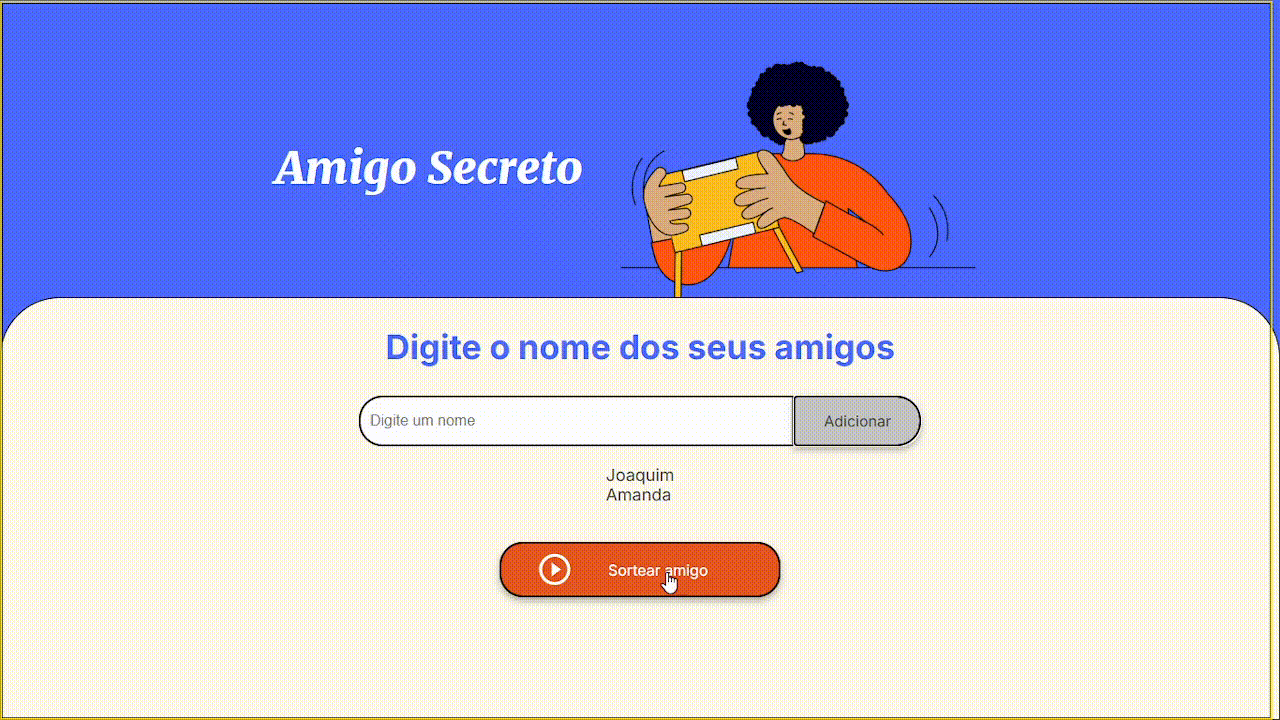 Amigo Secreto
Digite o nome dos seus amigos
Digite um nome
Adicionar
Joaquim
Amanda
Sortear amigo